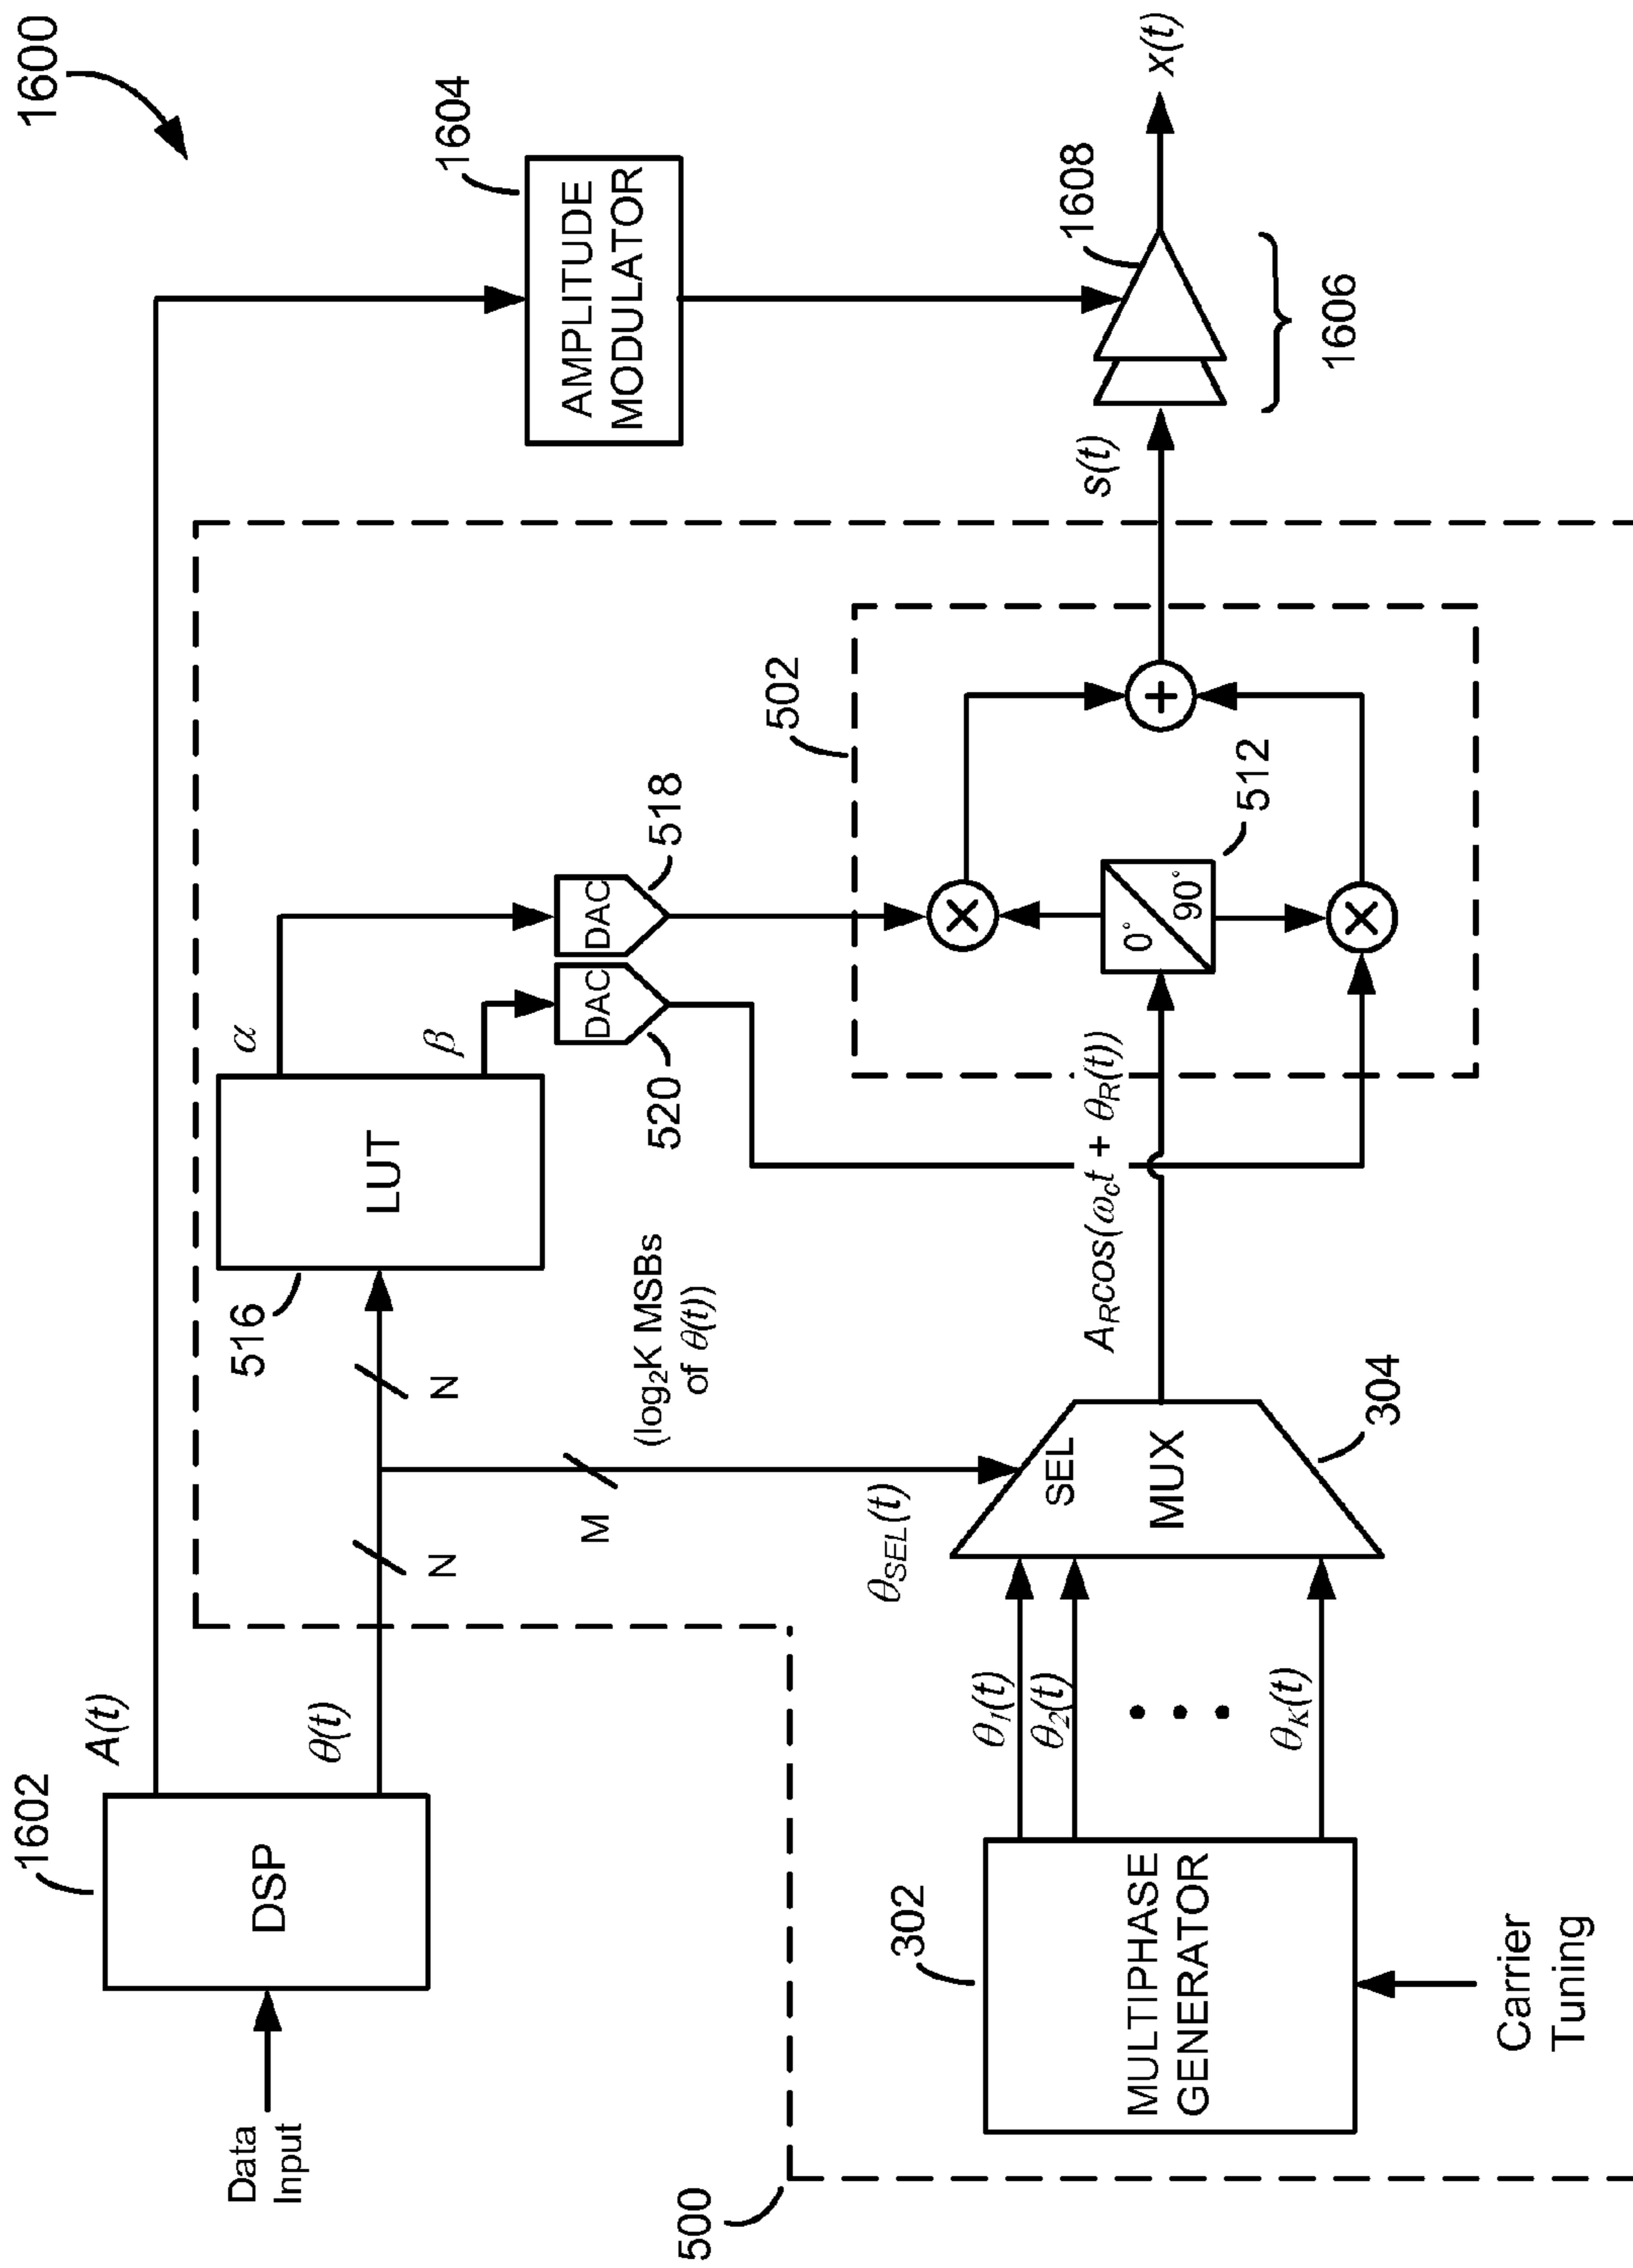 1600
1602
DSP
Data
Input
A(t)
θ(t)
N
N
M
(log₂K MSBs
of θ(t))
516
LUT
α
β
DAC
518
DAC
520
AMPLITUDE
MODULATOR
1604
500
302
MULTIPHASE
GENERATOR
Carrier
Tuning
θ₁(t)
θ₂(t)
θ_K(t)
θ_SEL(t)
SEL
MUX
304
A_R cos(ω_c t + θ_R(t))
502
0°
90°
512
+
s(t)
1608
1606
x(t)